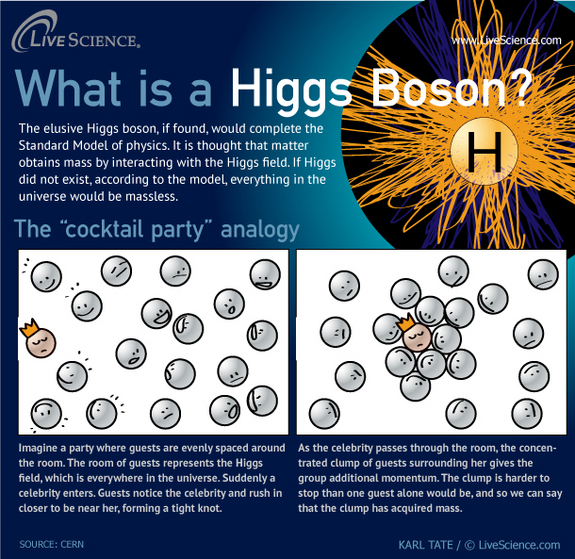 LIVESCIENCE®
www.LiveScience.com
What is a Higgs Boson?
The elusive Higgs boson, if found, would complete the
Standard Model of physics. It is thought that matter
obtains mass by interacting with the Higgs field. If Higgs
did not exist, according to the model, everything in the
universe would be massless.
H
The “cocktail party” analogy
Imagine a party where guests are evenly spaced around
the room. The room of guests represents the Higgs
field, which is everywhere in the universe. Suddenly a
celebrity enters. Guests notice the celebrity and rush in
closer to be near her, forming a tight knot.
As the celebrity passes through the room, the concen-
trated clump of guests surrounding her gives the
group additional momentum. The clump is harder to
stop than one guest alone would be, and so we can say
that the clump has acquired mass.
SOURCE: CERN
KARL TATE / © LiveScience.com